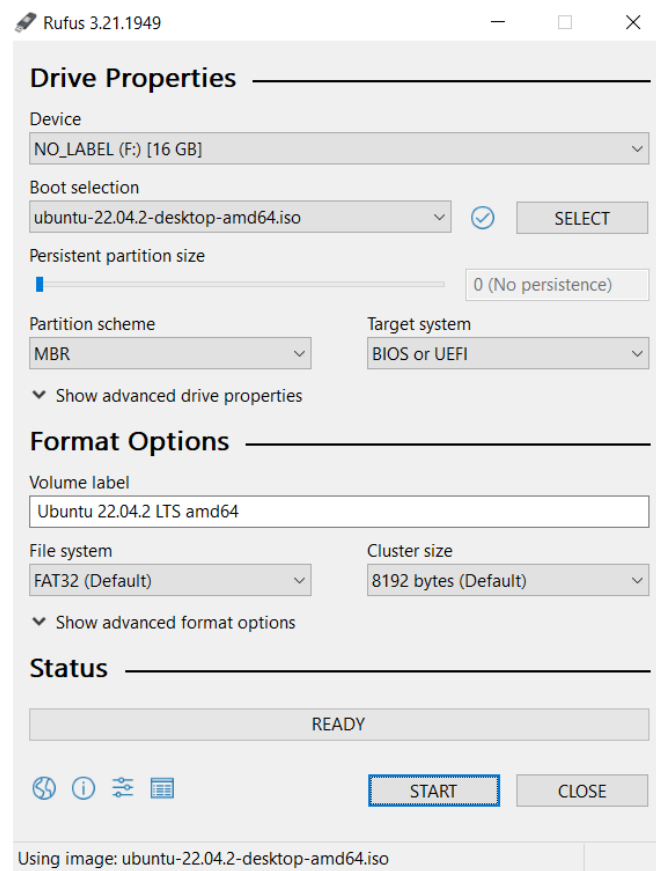 Rufus 3.21.1949
Drive Properties
Device
NO_LABEL (F:) [16 GB]
Boot selection
ubuntu-22.04.2-desktop-amd64.iso
SELECT
Persistent partition size
0 (No persistence)
Partition scheme
Target system
MBR
BIOS or UEFI
Show advanced drive properties
Format Options
Volume label
Ubuntu 22.04.2 LTS amd64
File system
Cluster size
FAT32 (Default)
8192 bytes (Default)
Show advanced format options
Status
READY
START
CLOSE
Using image: ubuntu-22.04.2-desktop-amd64.iso